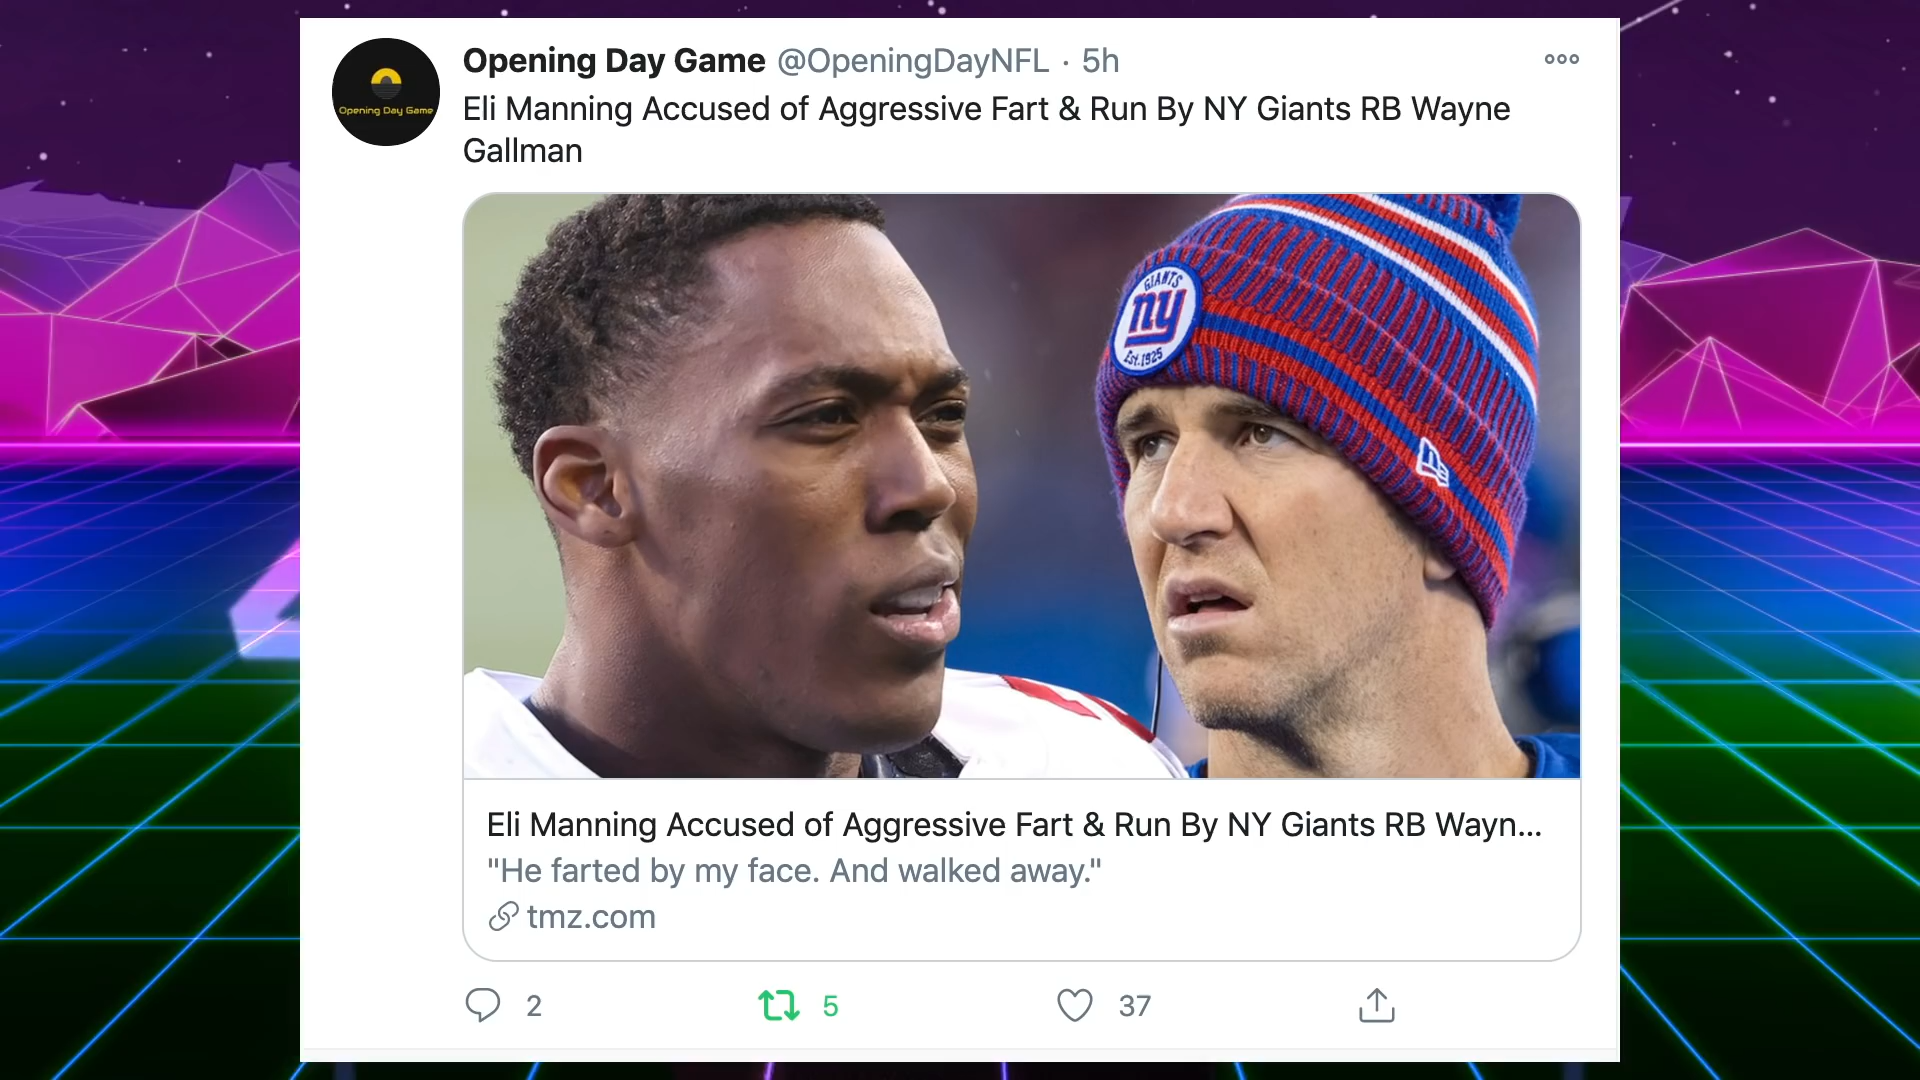 Opening Day Game @OpeningDayNFL · 5h
Opening Day Game
Eli Manning Accused of Aggressive Fart & Run By NY Giants RB Wayne
Gallman
GIANTS
ny
Est. 1925
Eli Manning Accused of Aggressive Fart & Run By NY Giants RB Wayn...
"He farted by my face. And walked away."
tmz.com
2 5 37